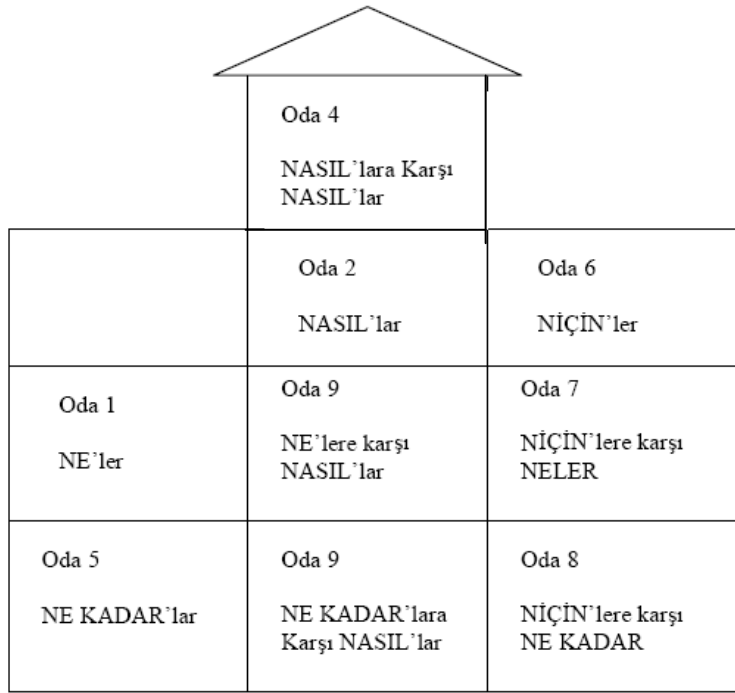 Oda 4
NASIL’lara Karşı
NASIL’lar
Oda 2
NASIL’lar
Oda 6
NİÇİN’ler
Oda 1
NE’ler
Oda 9
NE’lere karşı
NASIL’lar
Oda 7
NİÇİN’lere karşı
NELER
Oda 5
NE KADAR’lar
Oda 9
NE KADAR’lara
Karşı NASIL’lar
Oda 8
NİÇİN’lere karşı
NE KADAR